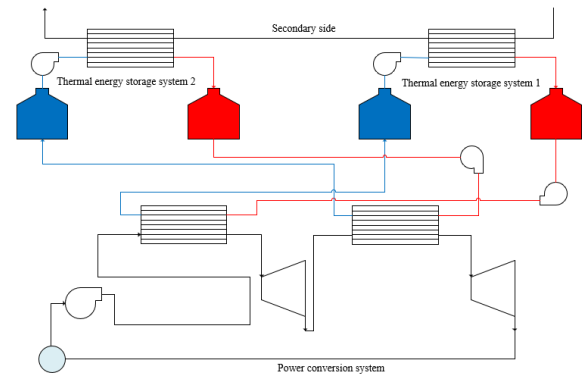 Secondary side
Thermal energy storage system 2
Thermal energy storage system 1
Power conversion system